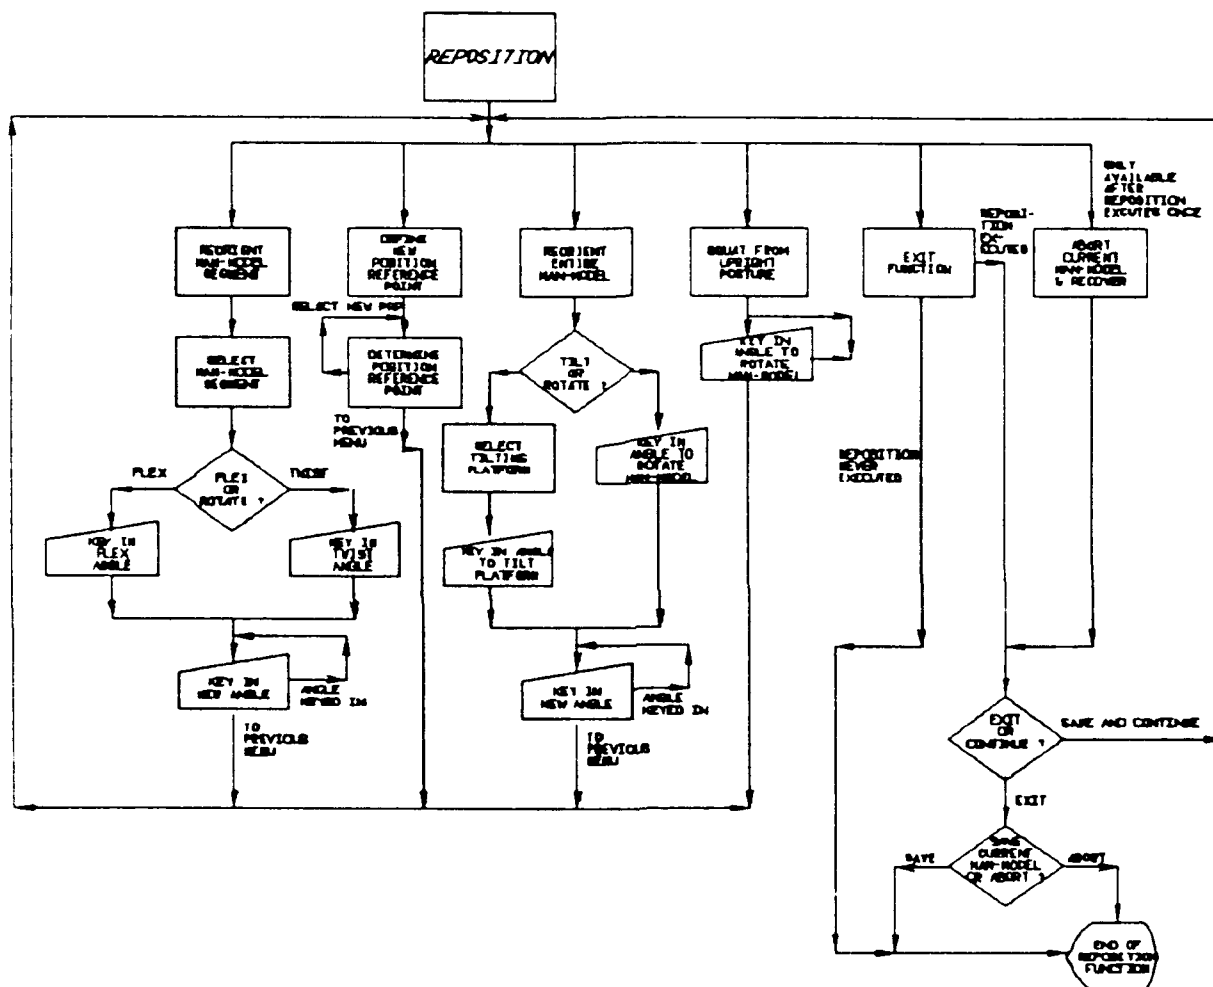 REPOSITION
ONLY
AVAILABLE
AFTER
REPOSITION
EXECUTED ONCE
REPOSI-
TION
EX-
ECUTED
REORIENT
MAN-MODEL
SEGMENT
DEFINE
NEW
POSITION
REFERENCE
POINT
REORIENT
ENTIRE
MAN-MODEL
SQUAT FROM
UPRIGHT
POSTURE
EXIT
FUNCTION
ABORT
CURRENT
MAN-MODEL
& RECOVER
SELECT NEW PRP
SELECT
MAN-MODEL
SEGMENT
DETERMINE
POSITION
REFERENCE
POINT
TILT
OR
ROTATE ?
KEY IN
ANGLE TO
ROTATE
MAN-MODEL
TO
PREVIOUS
MENU
SELECT
TILTING
PLATFORM
KEY IN
ANGLE TO
ROTATE
MAN-MODEL
REPOSITION
NEVER
EXECUTED
FLEX
FLEX
OR
ROTATE ?
TWIST
KEY IN
FLEX
ANGLE
KEY IN
TWIST
ANGLE
KEY IN ANGLE
TO TILT
PLATFORM
KEY IN
NEW ANGLE
ANGLE
KEYED IN
KEY IN
NEW ANGLE
ANGLE
KEYED IN
TO
PREVIOUS
MENU
TO
PREVIOUS
MENU
EXIT
OR
CONTINUE ?
SAVE AND CONTINUE
EXIT
SAVE
SAVE
CURRENT
MAN-MODEL
OR ABORT ?
ABORT
END OF
REPOSITION
FUNCTION